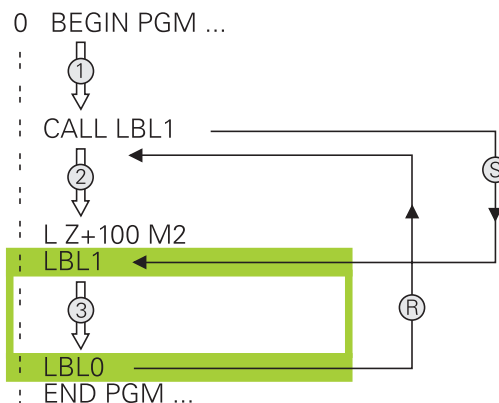 0 BEGIN PGM ...
1
CALL LBL1
S
2
L Z+100 M2
LBL1
3
R
LBL0
END PGM ...